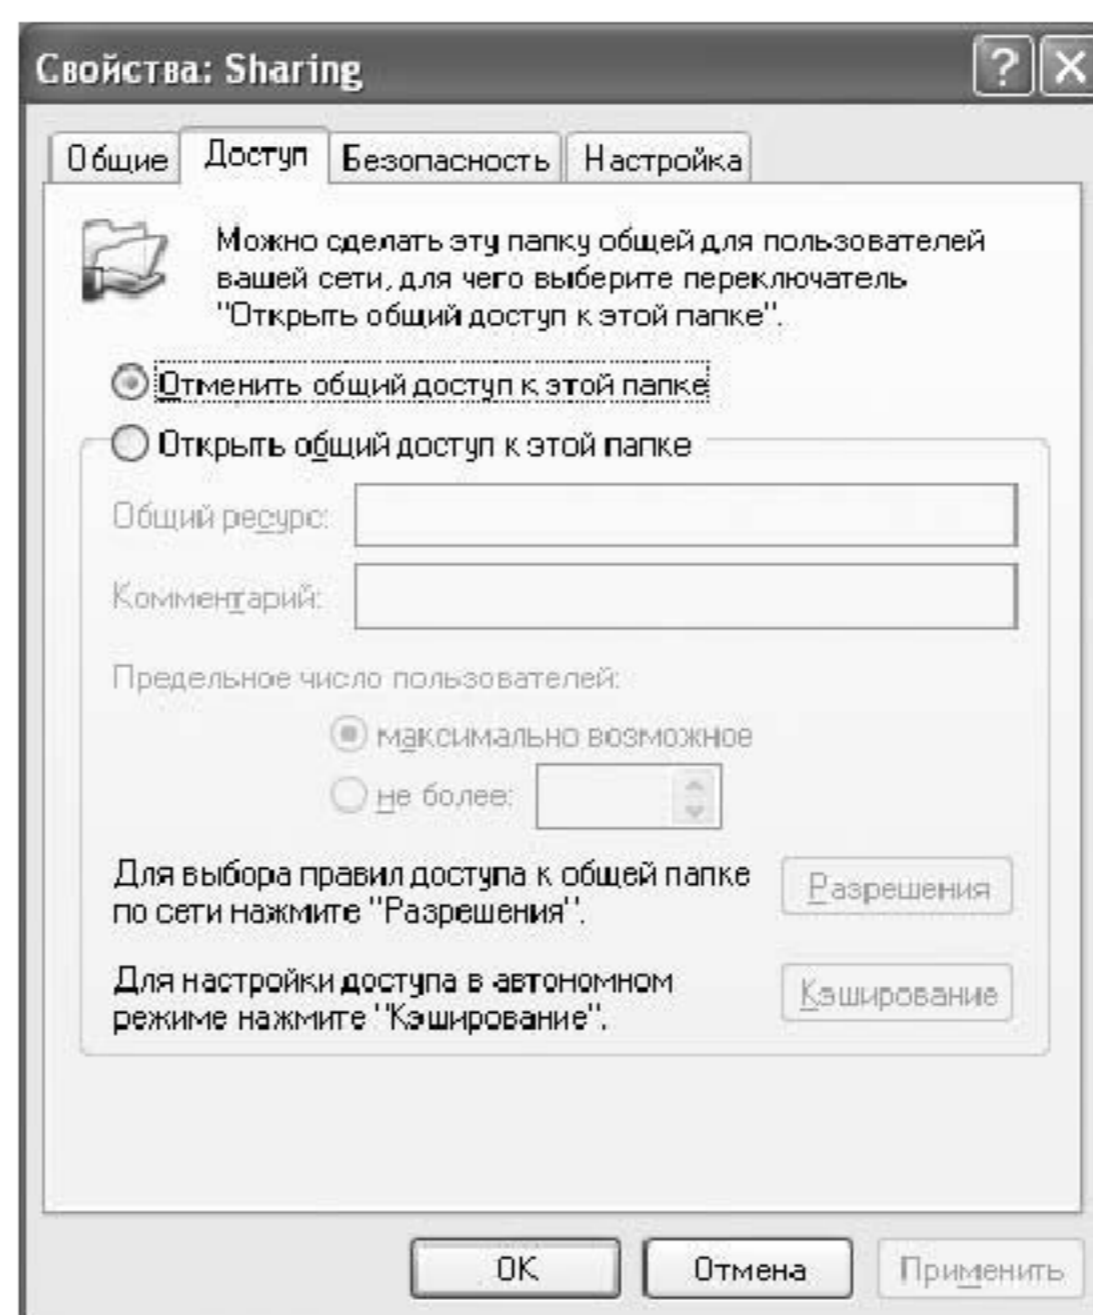 Свойства: Sharing
Общие Доступ Безопасность Настройка
Можно сделать эту папку общей для пользователей
вашей сети, для чего выберите переключатель
"Открыть общий доступ к этой папке".
Отменить общий доступ к этой папке
Открыть общий доступ к этой папке
Общий ресурс:
Комментарий:
Предельное число пользователей:
максимально возможное
не более:
Для выбора правил доступа к общей папке
по сети нажмите "Разрешения".
Разрешения
Для настройки доступа в автономном
режиме нажмите "Кэширование".
Кэширование
ОК Отмена Применить